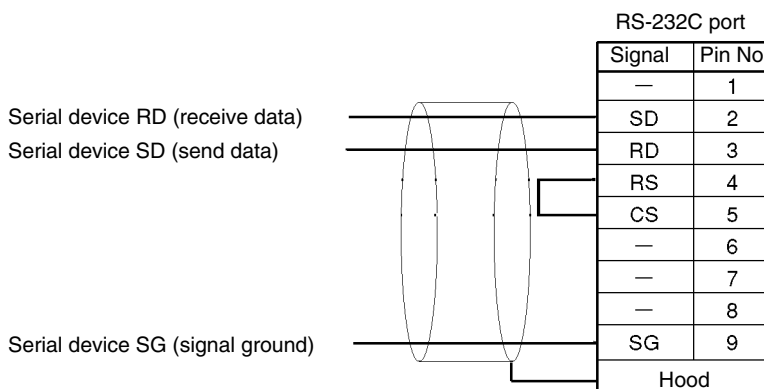 RS-232C port
Signal Pin No
— 1
Serial device RD (receive data) SD 2
Serial device SD (send data) RD 3
RS 4
CS 5
— 6
— 7
— 8
Serial device SG (signal ground) SG 9
Hood